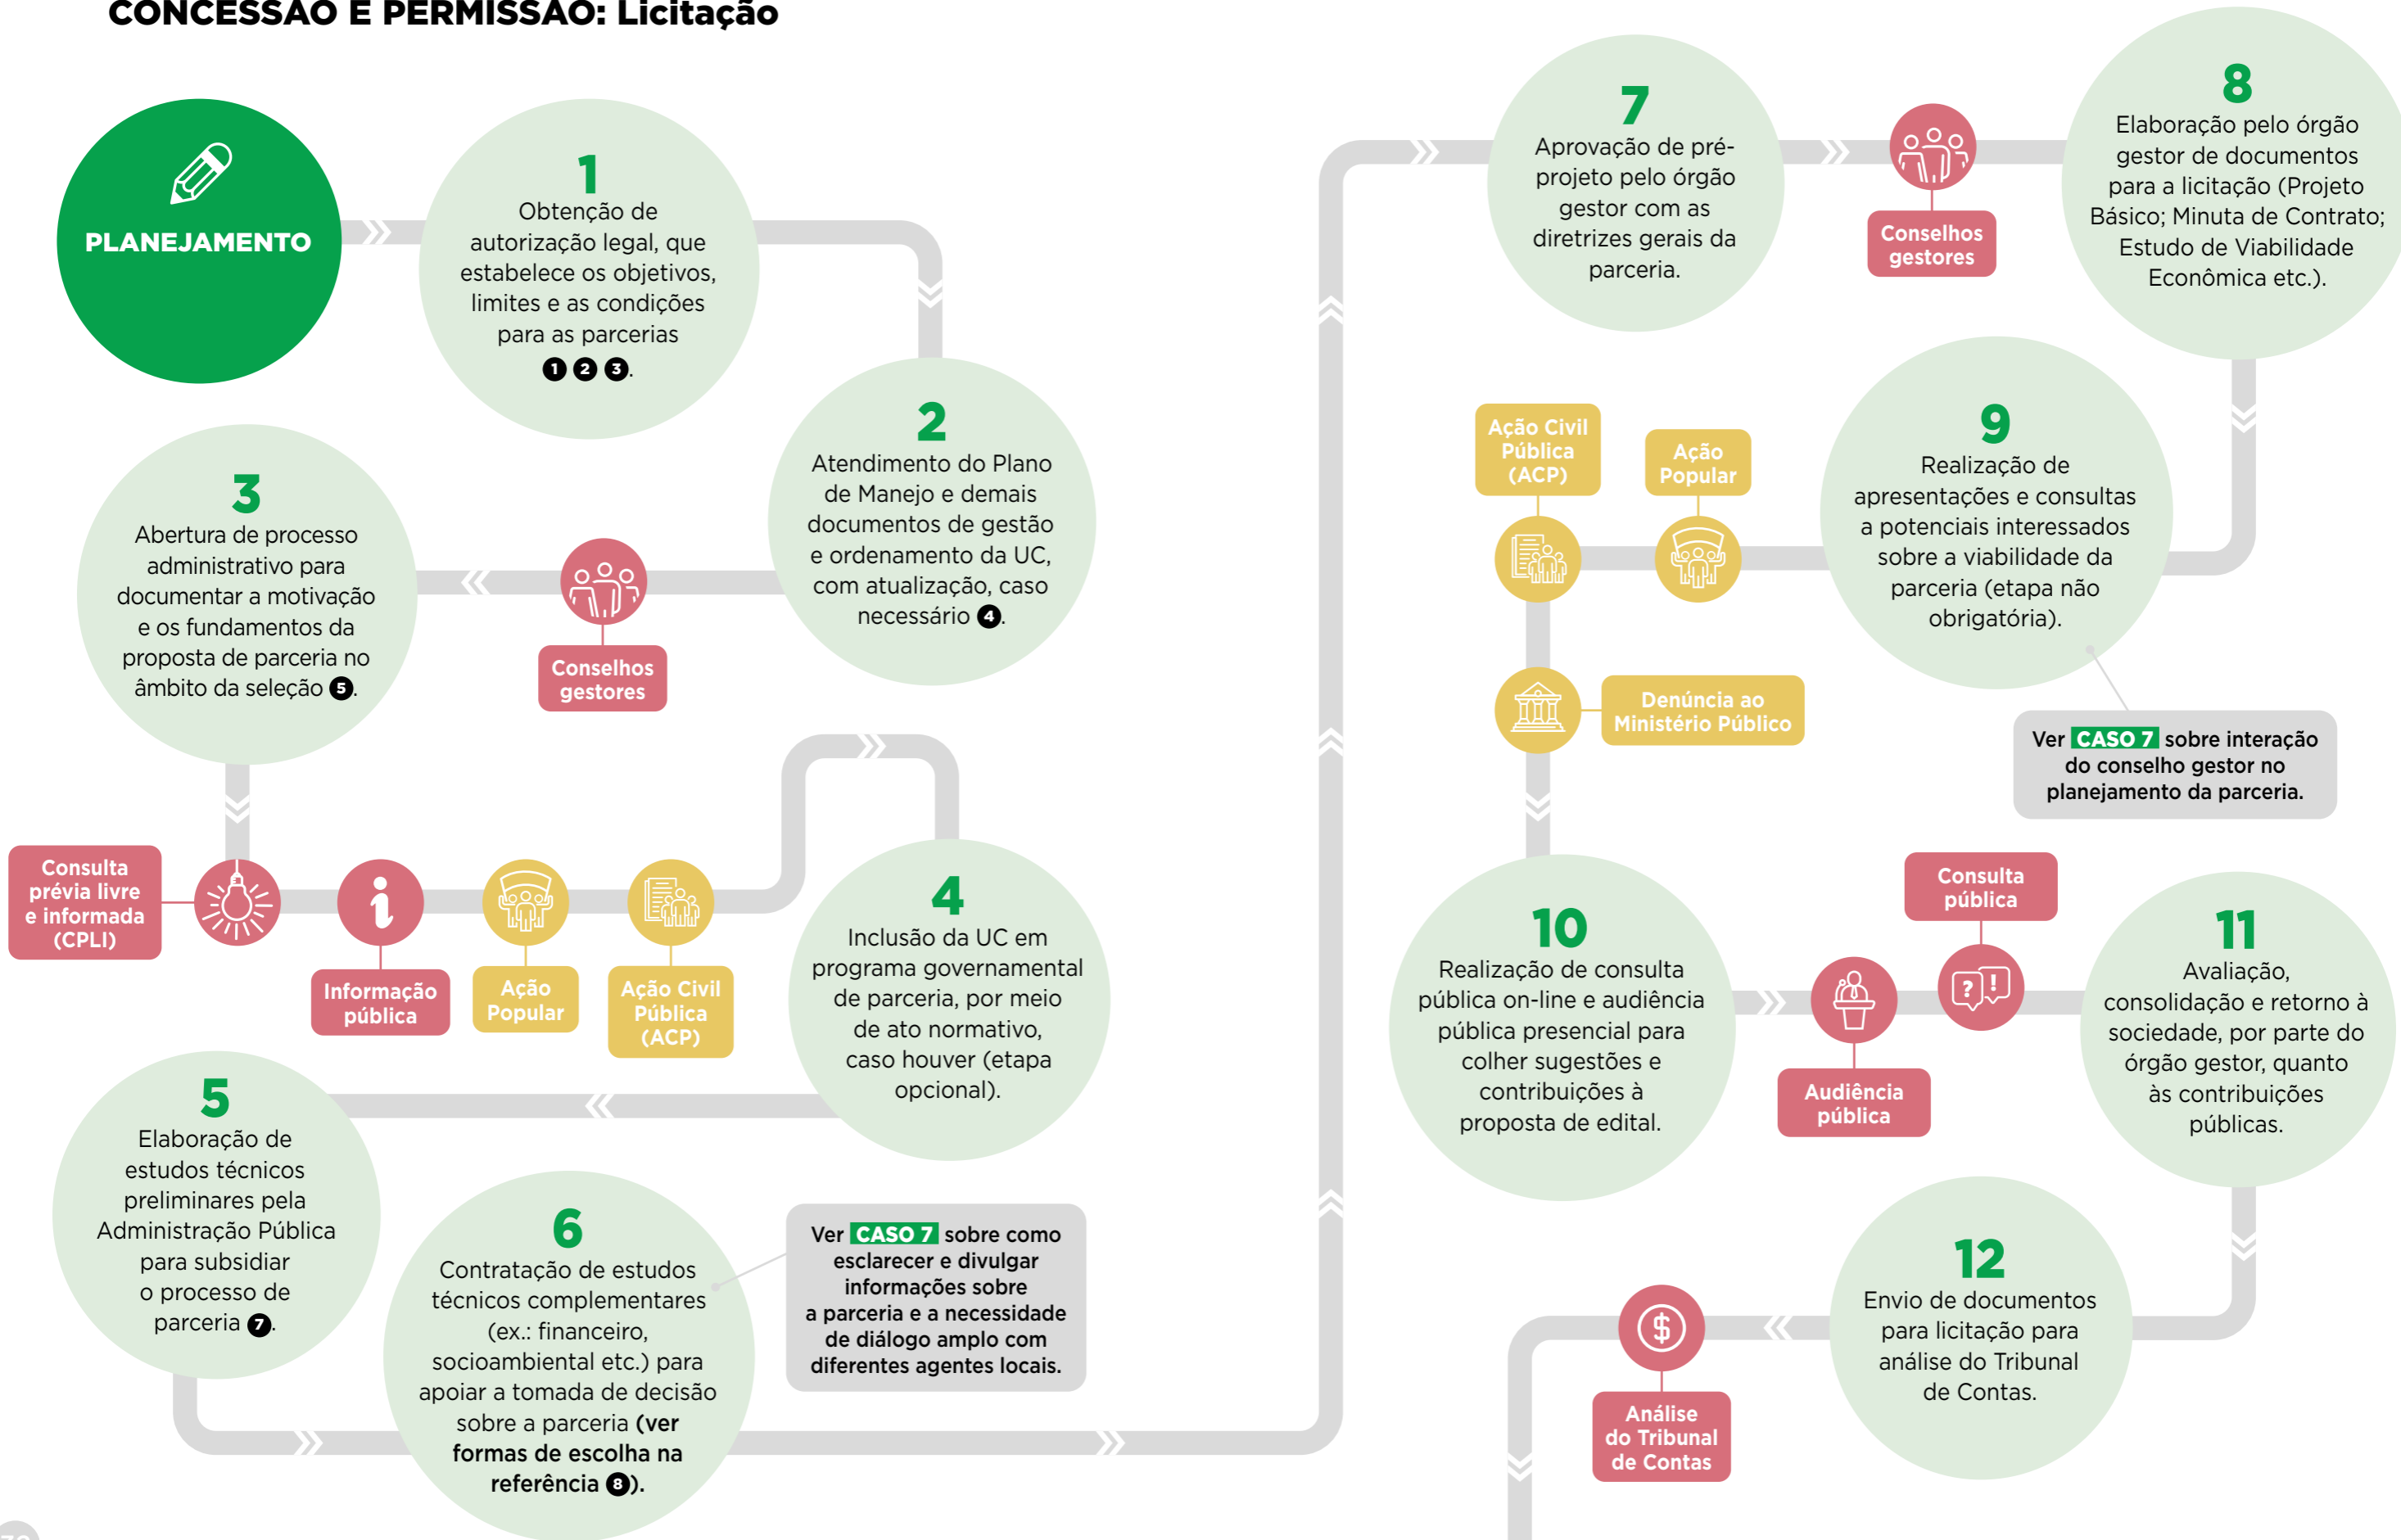 CONCESSÃO E PERMISSÃO: Licitação
PLANEJAMENTO
1
Obtenção de
autorização legal, que
estabelece os objetivos,
limites e as condições
para as parcerias
1 2 3.
2
Atendimento do Plano
de Manejo e demais
documentos de gestão
e ordenamento da UC,
com atualização, caso
necessário 4.
Conselhos
gestores
3
Abertura de processo
administrativo para
documentar a motivação
e os fundamentos da
proposta de parceria no
âmbito da seleção 5.
Consulta
prévia livre
e informada
(CPLI)
Informação
pública
Ação
Popular
Ação Civil
Pública
(ACP)
4
Inclusão da UC em
programa governamental
de parceria, por meio
de ato normativo,
caso houver (etapa
opcional).
5
Elaboração de
estudos técnicos
preliminares pela
Administração Pública
para subsidiar
o processo de
parceria 7.
6
Contratação de estudos
técnicos complementares
(ex.: financeiro,
socioambiental etc.) para
apoiar a tomada de decisão
sobre a parceria (ver
formas de escolha na
referência 8).
Ver CASO 7 sobre como
esclarecer e divulgar
informações sobre
a parceria e a necessidade
de diálogo amplo com
diferentes agentes locais.
7
Aprovação de pré-
projeto pelo órgão
gestor com as
diretrizes gerais da
parceria.
Conselhos
gestores
8
Elaboração pelo órgão
gestor de documentos
para a licitação (Projeto
Básico; Minuta de Contrato;
Estudo de Viabilidade
Econômica etc.).
9
Realização de
apresentações e consultas
a potenciais interessados
sobre a viabilidade da
parceria (etapa não
obrigatória).
Ver CASO 7 sobre interação
do conselho gestor no
planejamento da parceria.
Ação
Popular
Ação Civil
Pública
(ACP)
Denúncia ao
Ministério Público
10
Realização de consulta
pública on-line e audiência
pública presencial para
colher sugestões e
contribuições à
proposta de edital.
Audiência
pública
Consulta
pública
?!
11
Avaliação,
consolidação e retorno à
sociedade, por parte do
órgão gestor, quanto
às contribuições
públicas.
12
Envio de documentos
para licitação para
análise do Tribunal
de Contas.
$
Análise
do Tribunal
de Contas